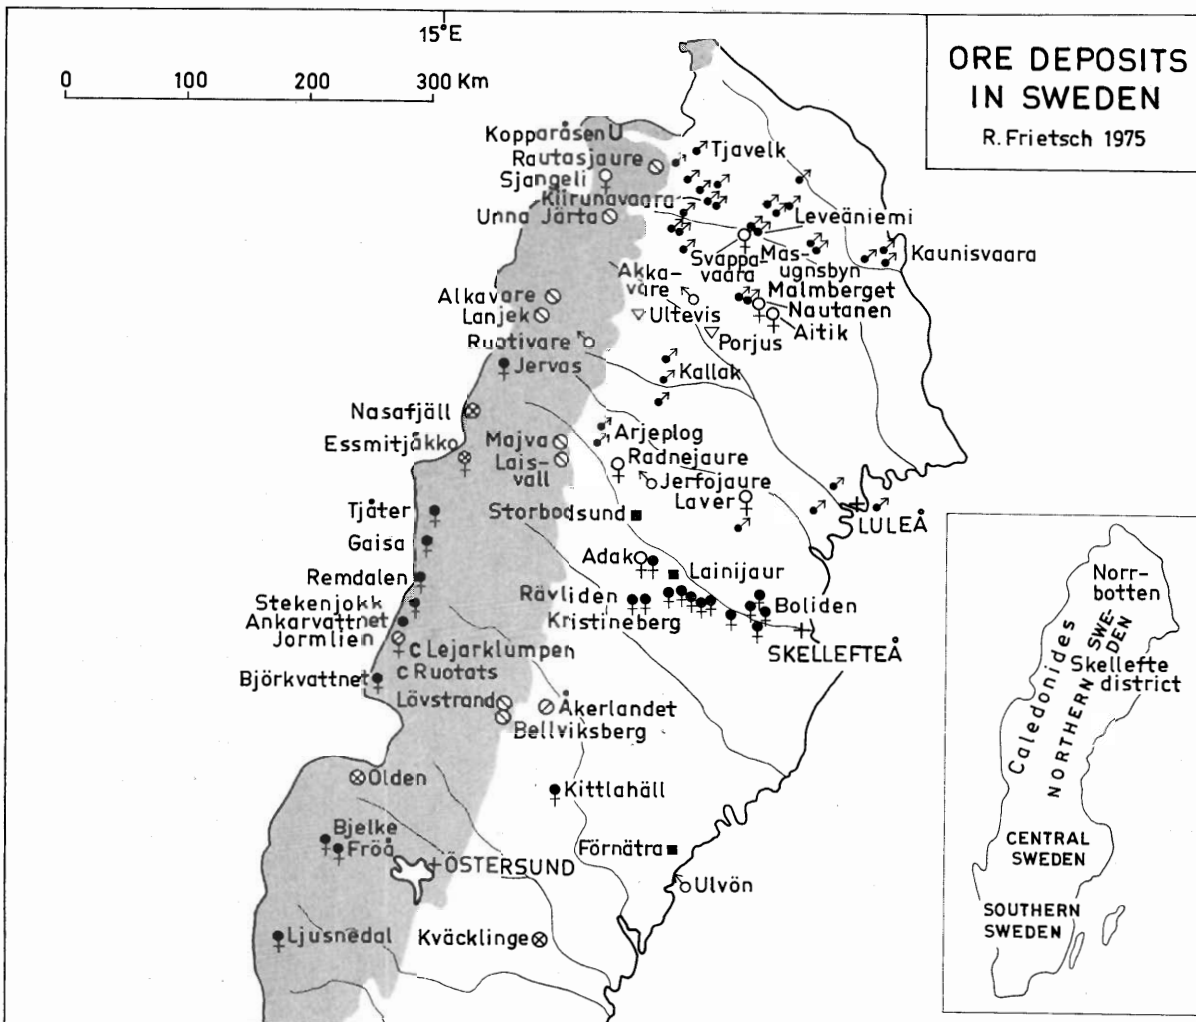 15°E
0 100 200 300 Km
ORE DEPOSITS
IN SWEDEN
R. Frietsch 1975
Kopparåsen U
Rautasjaure
Tjavelk
Sjangeli
Kiirunavaara
Unna Järta
Leveäniemi
Svappa-
vaara
Mas-
ugnsbyn
Kaunisvaara
Akka-
vare
Malmberget
Alkavare
Nautanen
Lanjek
Ultevis
Aitik
Ruotivare
Porjus
Jervas
Kallak
Nasafjäll
Arjeplog
Essmitjåkko
Majva
Radnejaure
Lais-
vall
Jerfojaure
Laver
Tjåter
Storbodsund
LULEÅ
Gaisa
Adak
Lainijaur
Remdalen
Rävliden
Boliden
Stekenjokk
Kristineberg
Ankarvattnet
SKELLEFTEÅ
Jormlien
C Lejarklumpen
C Ruotats
Björkvattnet
Lövstrand
Åkerlandet
Bellviksberg
Olden
Kittlahäll
Bjelke
Fröå
Förnätra
ÖSTERSUND
Ulvön
Ljusnedal
Kväcklinge
Norr-
botten
Caledonides
NORTHERN SWE-
DEN
Skellefte
district
CENTRAL
SWEDEN
SOUTHERN
SWEDEN